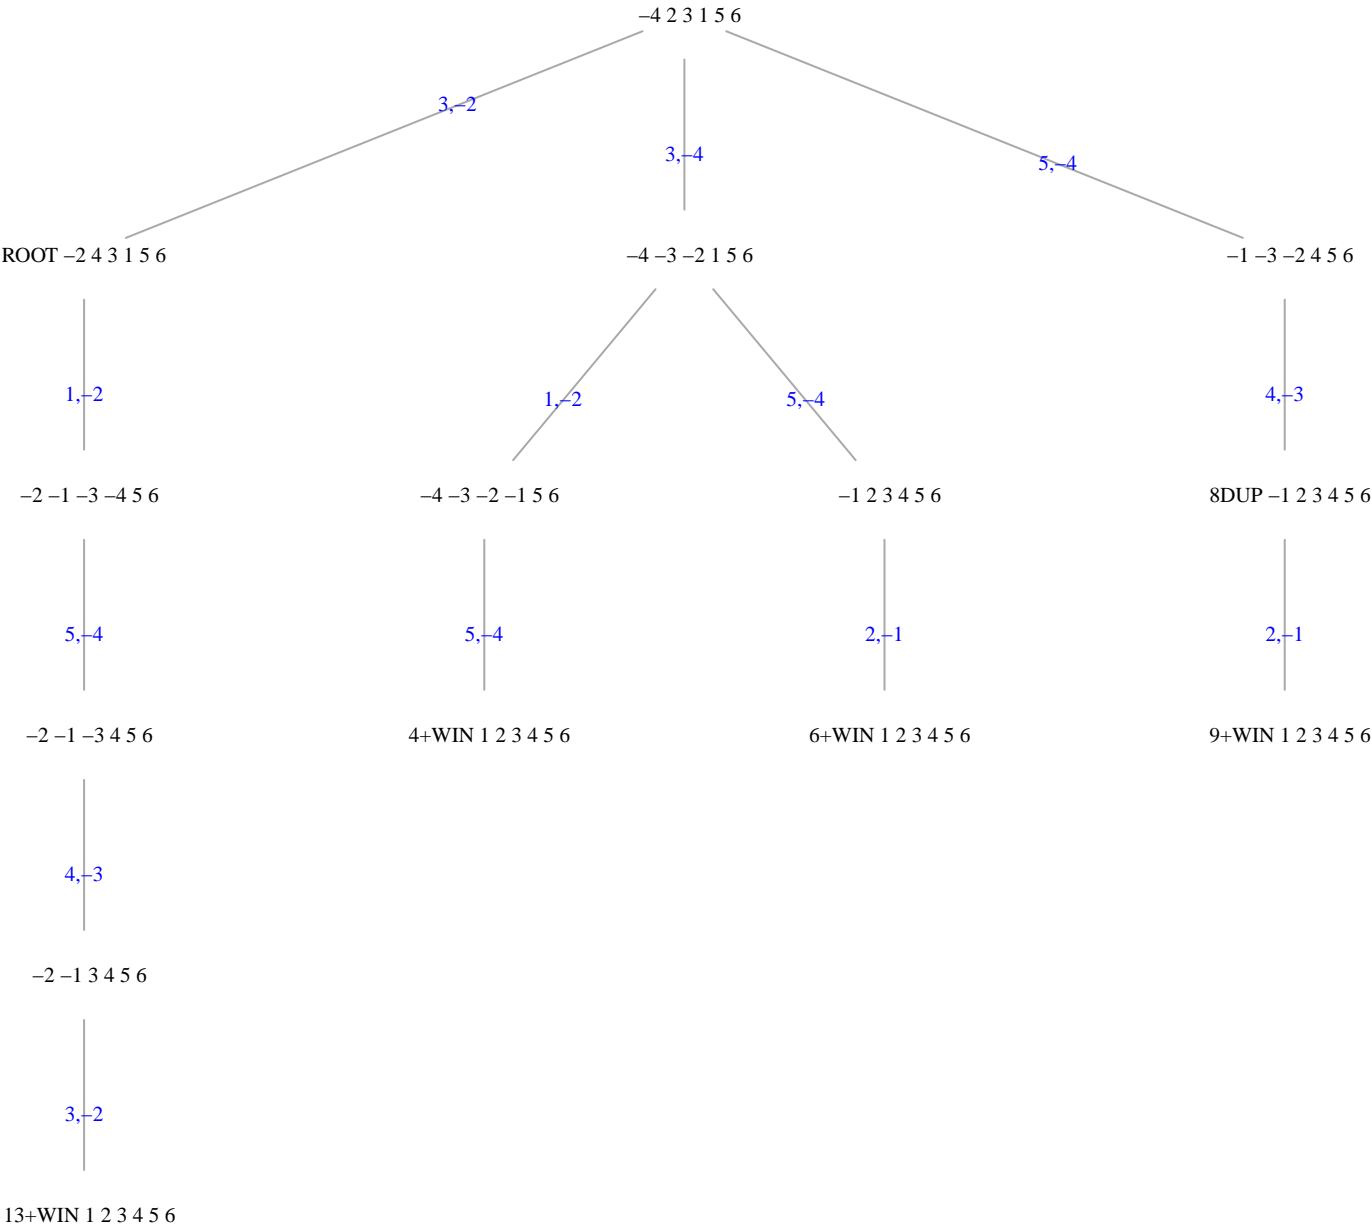 –4 2 3 1 5 6
3,–2
3,–4
5,–4
ROOT –2 4 3 1 5 6
–4 –3 –2 1 5 6
–1 –3 –2 4 5 6
1,–2
1,–2
5,–4
4,–3
–2 –1 –3 –4 5 6
–4 –3 –2 –1 5 6
–1 2 3 4 5 6
8DUP –1 2 3 4 5 6
5,–4
5,–4
2,–1
2,–1
–2 –1 –3 4 5 6
4+WIN 1 2 3 4 5 6
6+WIN 1 2 3 4 5 6
9+WIN 1 2 3 4 5 6
4,–3
–2 –1 3 4 5 6
3,–2
13+WIN 1 2 3 4 5 6